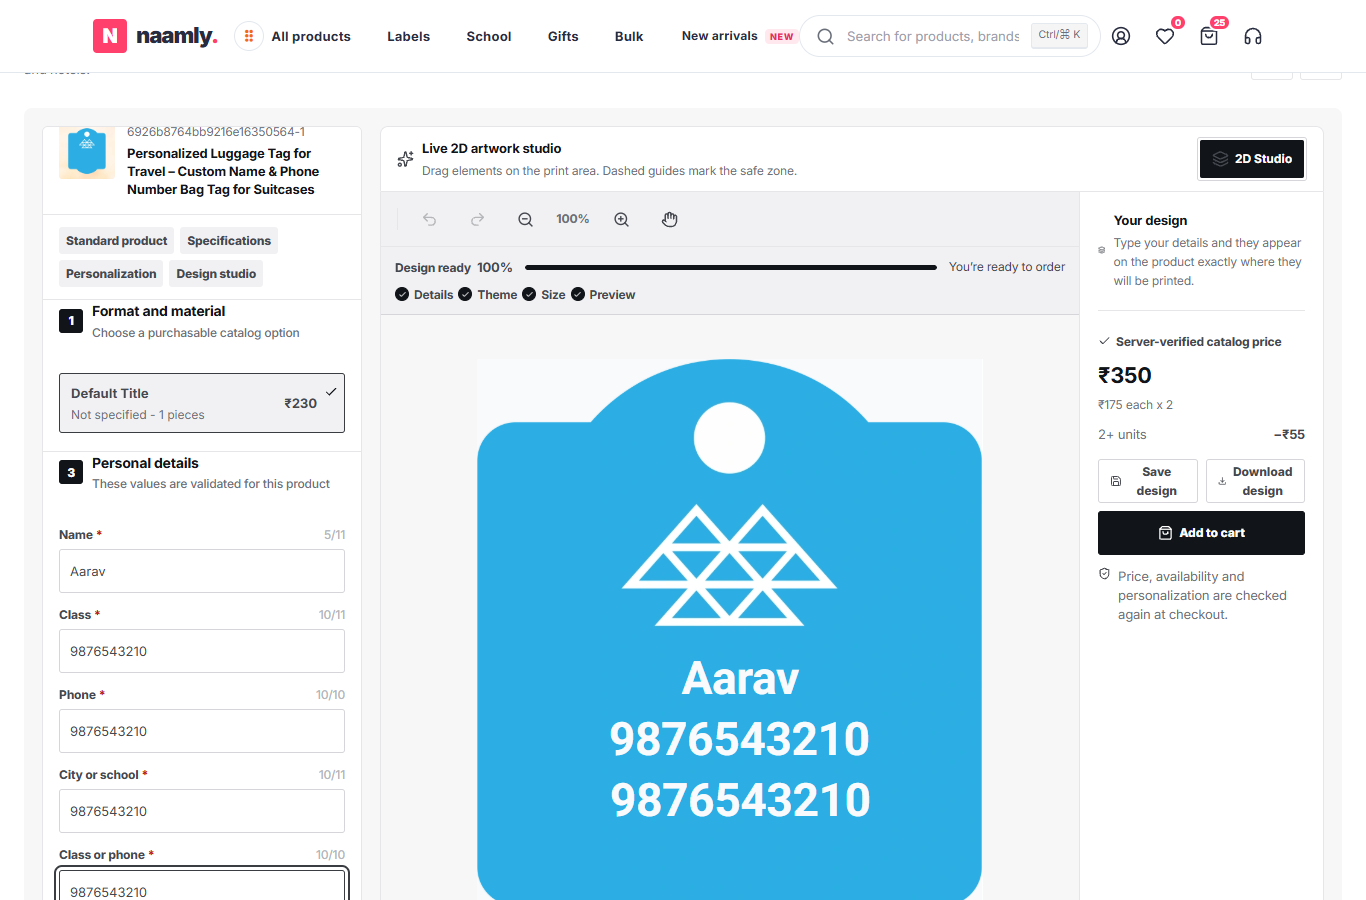 N naamly.
All products
Labels
School
Gifts
Bulk
New arrivals NEW
Search for products, brands
Ctrl/⌘ K
0
25
6926b8764bb9216e16350564-1
Personalized Luggage Tag for
Travel – Custom Name & Phone
Number Bag Tag for Suitcases
Standard product
Specifications
Personalization
Design studio
1
Format and material
Choose a purchasable catalog option
Default Title
Not specified - 1 pieces
₹230
3
Personal details
These values are validated for this product
Name * 5/11
Aarav
Class * 10/11
9876543210
Phone * 10/10
9876543210
City or school * 10/11
9876543210
Class or phone * 10/10
9876543210
Live 2D artwork studio
Drag elements on the print area. Dashed guides mark the safe zone.
2D Studio
100%
Design ready 100%
You're ready to order
Details
Theme
Size
Preview
Aarav
9876543210
9876543210
Your design
Type your details and they appear
on the product exactly where they
will be printed.
Server-verified catalog price
₹350
₹175 each x 2
2+ units −₹55
Save
design
Download
design
Add to cart
Price, availability and
personalization are checked
again at checkout.